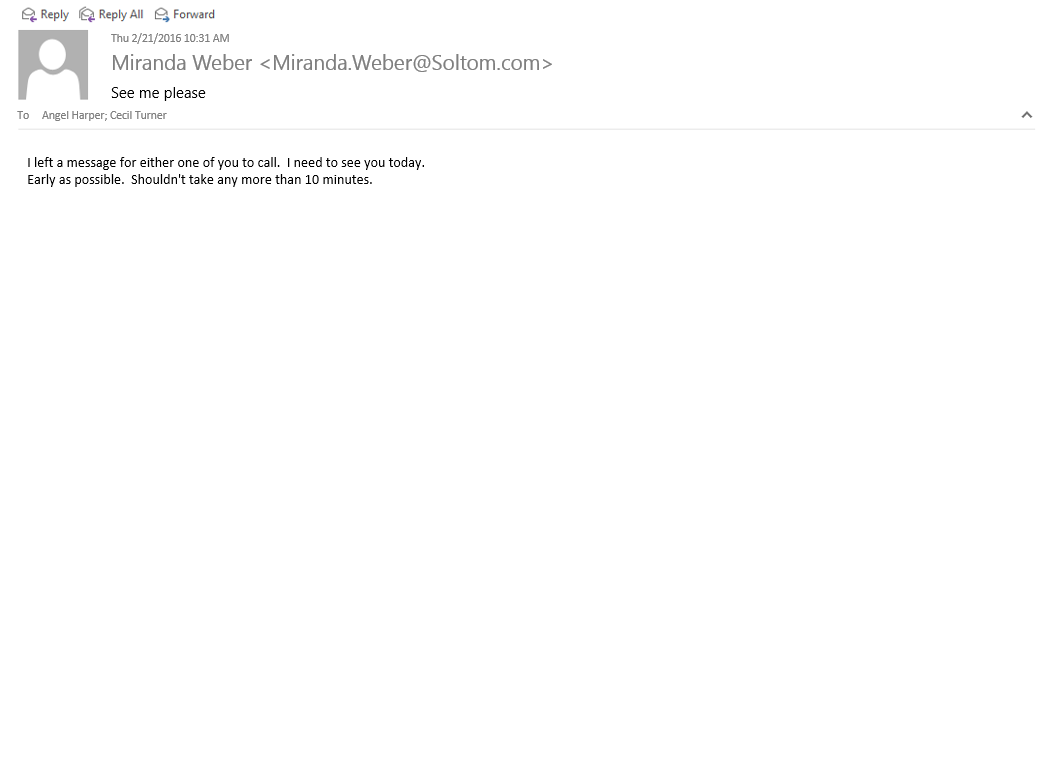 Reply Reply All Forward
Thu 2/21/2016 10:31 AM
Miranda Weber <Miranda.Weber@Soltom.com>
See me please
To Angel Harper; Cecil Turner
I left a message for either one of you to call.  I need to see you today.
Early as possible.  Shouldn't take any more than 10 minutes.